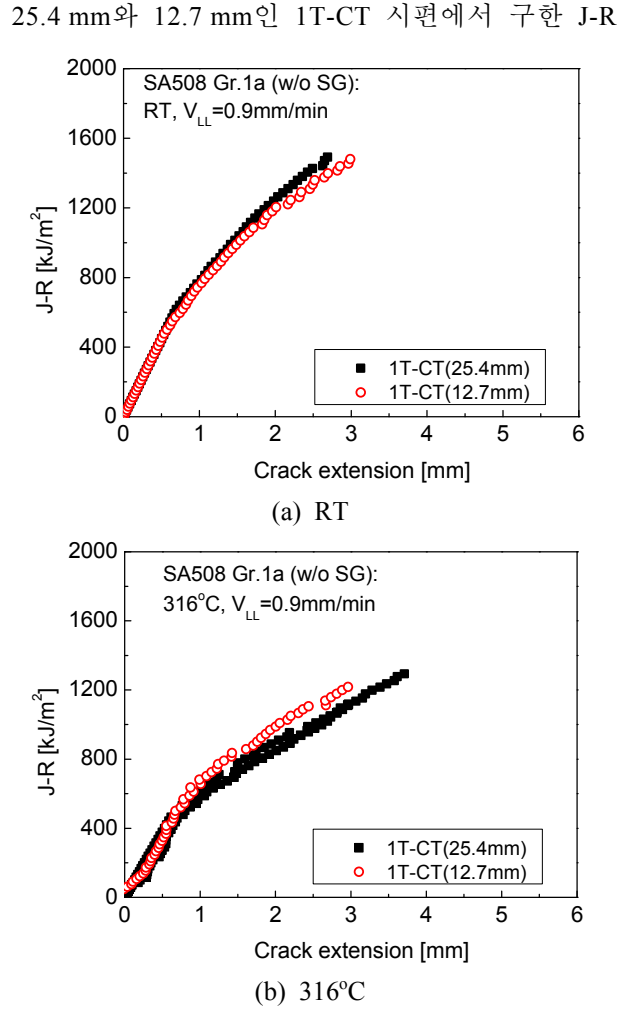 25.4 mm와 12.7 mm인 1T-CT 시편에서 구한 J-R
2000
1600
1200
800
400
0
J-R [kJ/m²]
SA508 Gr.1a (w/o SG):
RT, V_LL=0.9mm/min
1T-CT(25.4mm)
1T-CT(12.7mm)
0 1 2 3 4 5 6
Crack extension [mm]
(a) RT
2000
1600
1200
800
400
0
J-R [kJ/m²]
SA508 Gr.1a (w/o SG):
316°C, V_LL=0.9mm/min
1T-CT(25.4mm)
1T-CT(12.7mm)
0 1 2 3 4 5 6
Crack extension [mm]
(b) 316°C